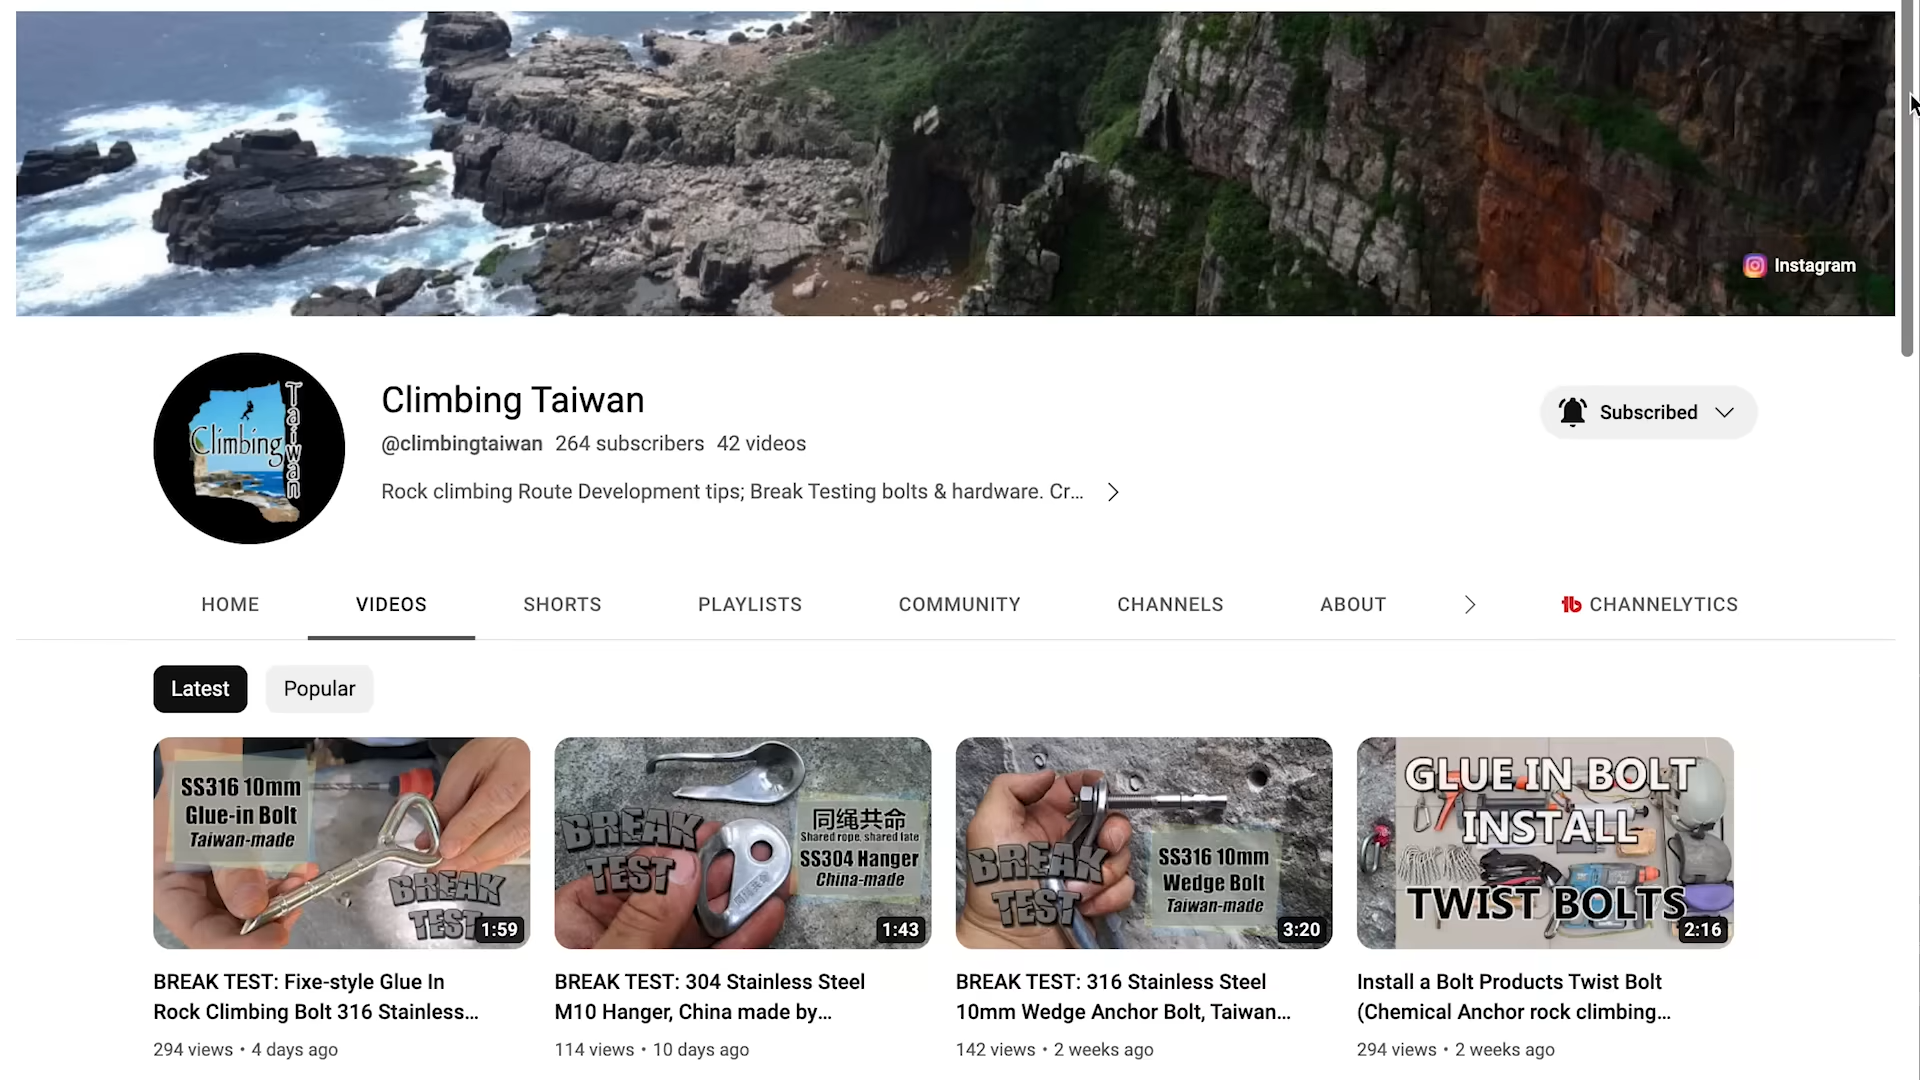 Instagram
Climbing
Taiwan
Climbing Taiwan
@climbingtaiwan 264 subscribers 42 videos
Rock climbing Route Development tips; Break Testing bolts & hardware. Cr...
Subscribed
HOME VIDEOS SHORTS PLAYLISTS COMMUNITY CHANNELS ABOUT CHANNELYTICS
Latest Popular
SS316 10mm
Glue-in Bolt
Taiwan-made
BREAK
TEST
1:59
BREAK
TEST
同绳共命
Shared rope, shared fate
SS304 Hanger
China-made
1:43
BREAK
TEST
SS316 10mm
Wedge Bolt
Taiwan-made
3:20
GLUE IN BOLT
INSTALL
TWIST BOLTS
2:16
BREAK TEST: Fixe-style Glue In
Rock Climbing Bolt 316 Stainless...
294 views • 4 days ago
BREAK TEST: 304 Stainless Steel
M10 Hanger, China made by...
114 views • 10 days ago
BREAK TEST: 316 Stainless Steel
10mm Wedge Anchor Bolt, Taiwan...
142 views • 2 weeks ago
Install a Bolt Products Twist Bolt
(Chemical Anchor rock climbing...
294 views • 2 weeks ago